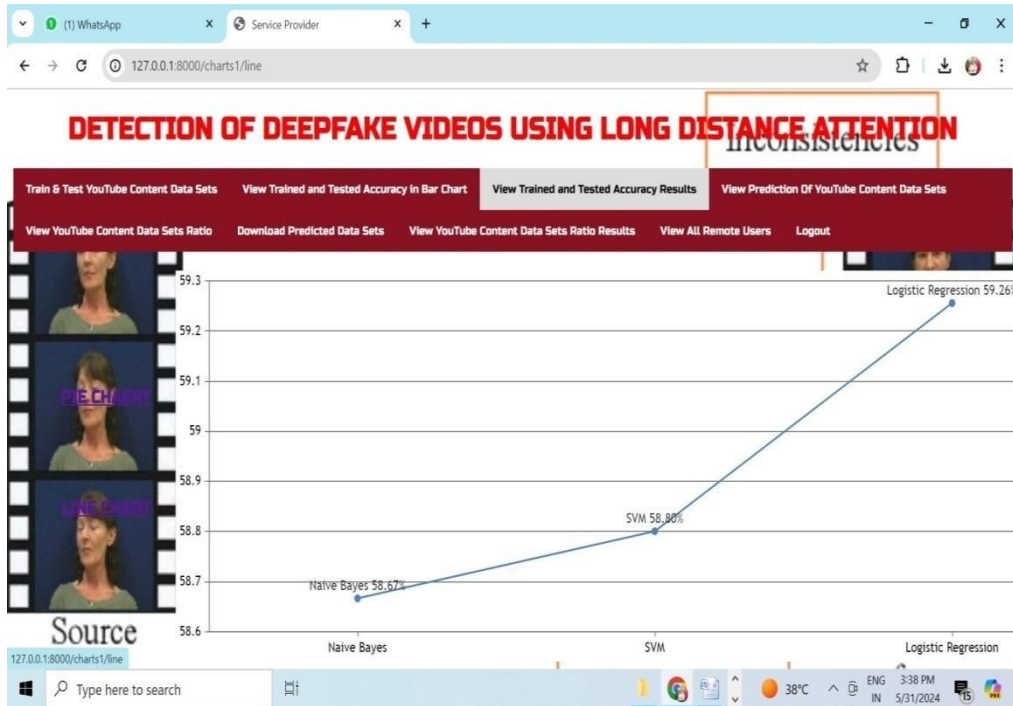 (1) WhatsApp
Service Provider
127.0.0.1:8000/charts1/line
DETECTION OF DEEPFAKE VIDEOS USING LONG DISTANCE ATTENTION
Inconsistencies
Train & Test YouTube Content Data Sets View Trained and Tested Accuracy in Bar Chart View Trained and Tested Accuracy Results View Prediction Of YouTube Content Data Sets
View YouTube Content Data Sets Ratio Download Predicted Data Sets View YouTube Content Data Sets Ratio Results View All Remote Users Logout
59.3
Logistic Regression 59.26%
59.2
59.1
PIE CHAERT
59
58.9
LINE CHART
SVM 58.80%
58.8
Naive Bayes 58.67%
58.7
58.6
Source
Naive Bayes SVM Logistic Regression
127.0.0.1:8000/charts1/line
Type here to search
38°C
ENG
IN
3:38 PM
5/31/2024
15